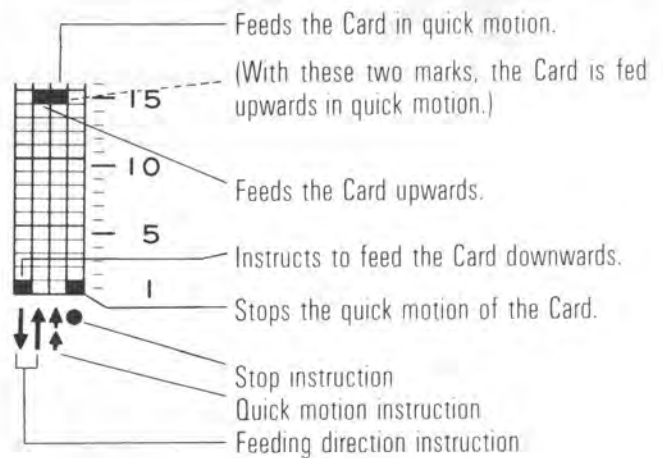 Feeds the Card in quick motion.
(With these two marks, the Card is fed
upwards in quick motion.)
15
10
Feeds the Card upwards.
5
Instructs to feed the Card downwards.
1
Stops the quick motion of the Card.
Stop instruction
Quick motion instruction
Feeding direction instruction